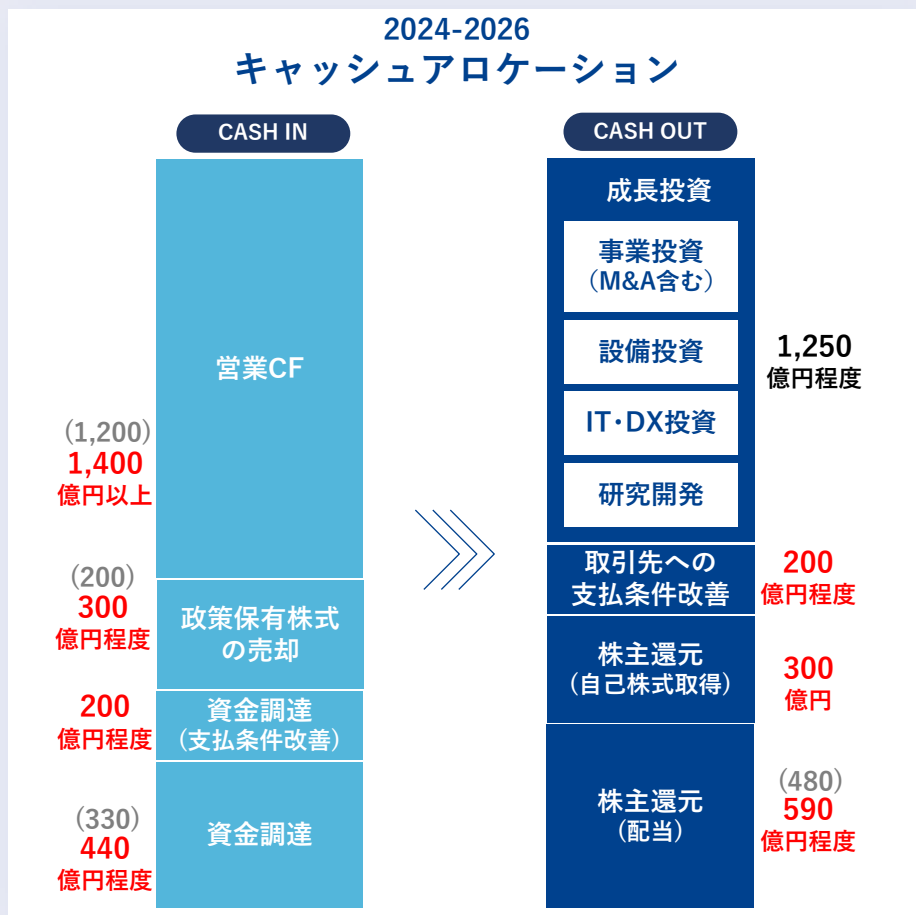 2024-2026
キャッシュアロケーション
CASH IN
営業CF
(1,200)
1,400
億円以上
政策保有株式
の売却
(200)
300
億円程度
資金調達
(支払条件改善)
200
億円程度
資金調達
(330)
440
億円程度
CASH OUT
成長投資
事業投資
(M&A含む)
設備投資
IT・DX投資
研究開発
1,250
億円程度
取引先への
支払条件改善
200
億円程度
株主還元
(自己株式取得)
300
億円
株主還元
(配当)
(480)
590
億円程度